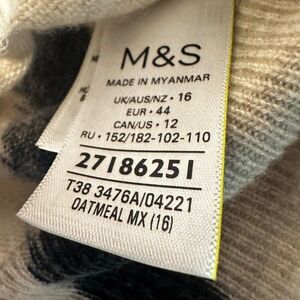 M&S
MADE IN MYANMAR
UK/AUS/NZ • 16
EUR • 44
CAN/US • 12
RU • 152/182-102-110
27186251
T38 3476A/04221
OATMEAL MX (16)